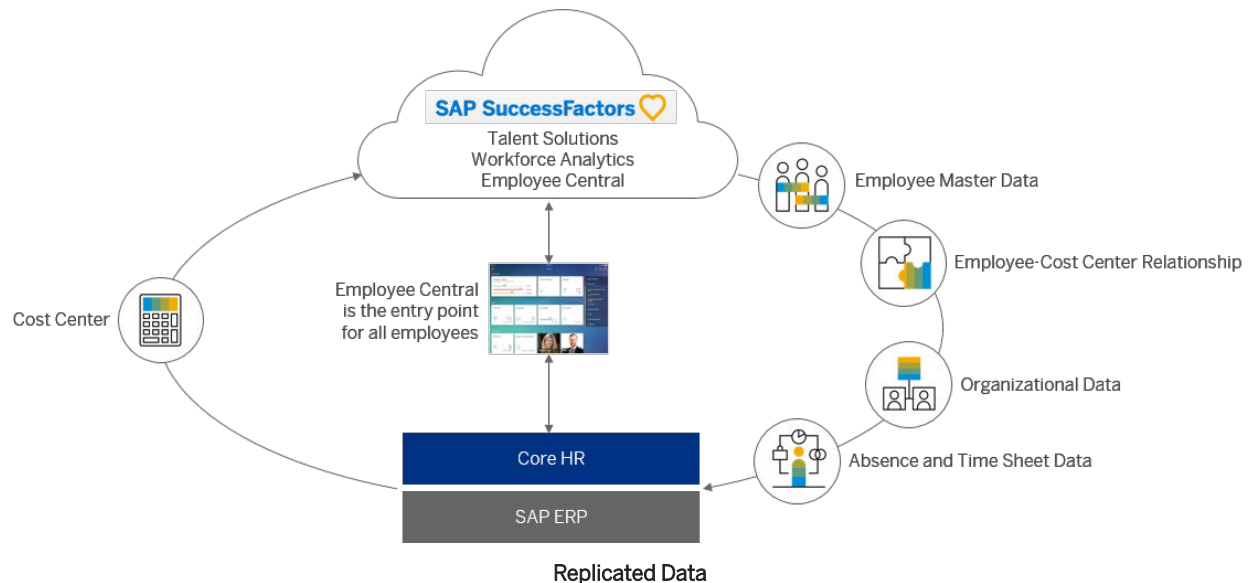 SAP SuccessFactors
Talent Solutions
Workforce Analytics
Employee Central
Employee Master Data
Employee-Cost Center Relationship
Employee Central
is the entry point
for all employees
Cost Center
Organizational Data
Absence and Time Sheet Data
Core HR
SAP ERP
Replicated Data